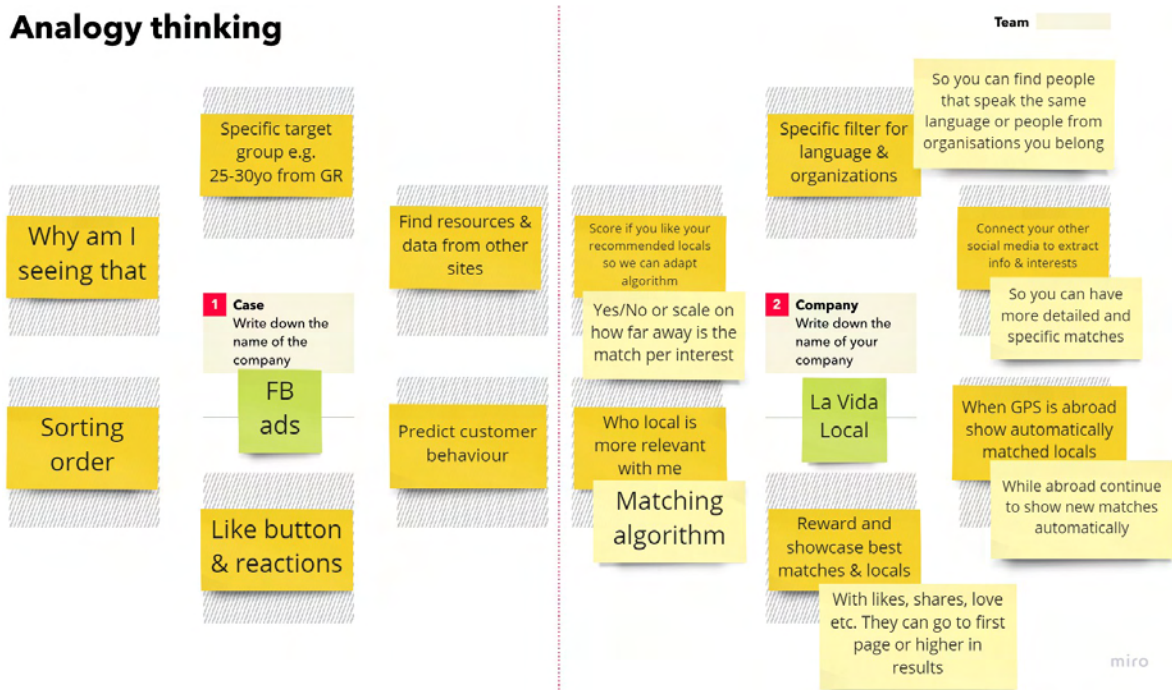 Analogy thinking
Team
Specific target
group e.g.
25-30yo from GR
Why am I
seeing that
Find resources &
data from other
sites
1 Case
Write down the
name of the
company
FB
ads
Sorting
order
Predict customer
behaviour
Like button
& reactions
Specific filter for
language &
organizations
So you can find people
that speak the same
language or people from
organisations you belong
Score if you like your
recommended locals
so we can adapt
algorithm
Yes/No or scale on
how far away is the
match per interest
Connect your other
social media to extract
info & interests
So you can have
more detailed and
specific matches
2 Company
Write down the
name of your
company
La Vida
Local
Who local is
more relevant
with me
Matching
algorithm
When GPS is abroad
show automatically
matched locals
While abroad continue
to show new matches
automatically
Reward and
showcase best
matches & locals
With likes, shares, love
etc. They can go to first
page or higher in
results
miro